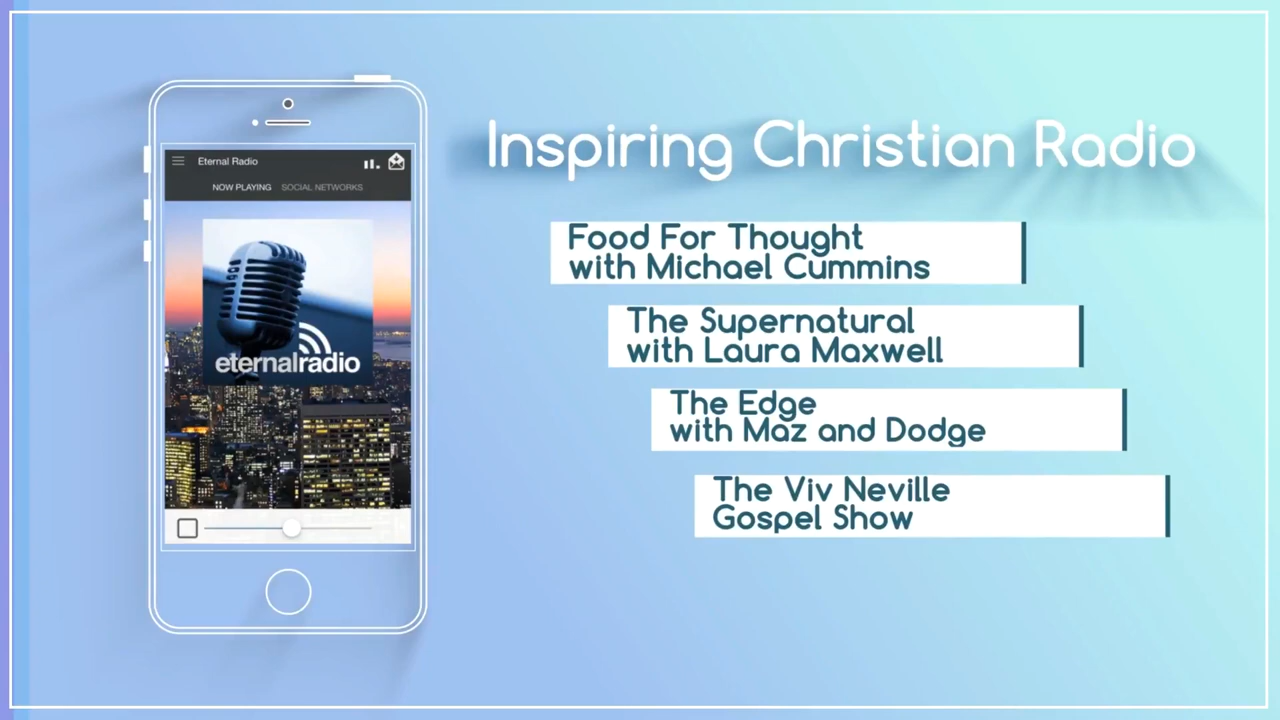 Inspiring Christian Radio
Eternal Radio
NOW PLAYING SOCIAL NETWORKS
eternalradio
Food For Thought
with Michael Cummins
The Supernatural
with Laura Maxwell
The Edge
with Maz and Dodge
The Viv Neville
Gospel Show